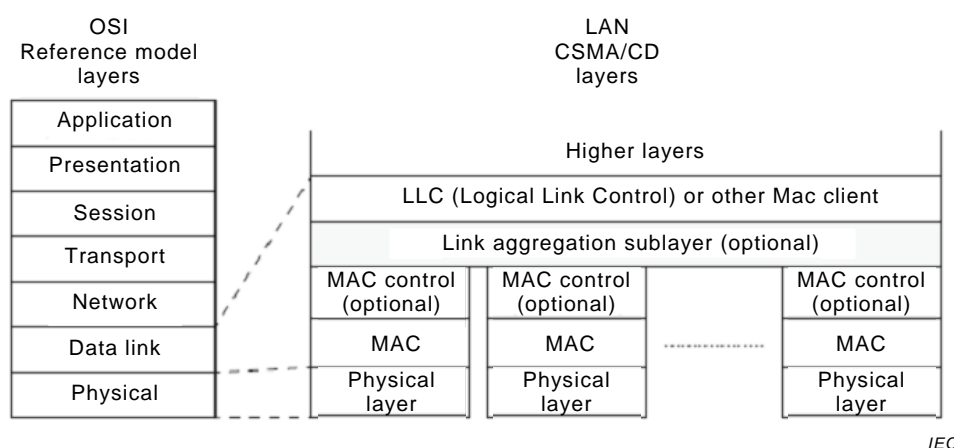 OSI
Reference model
layers
LAN
CSMA/CD
layers
Application
Presentation
Session
Transport
Network
Data link
Physical
Higher layers
LLC (Logical Link Control) or other Mac client
Link aggregation sublayer (optional)
MAC control
(optional)
MAC control
(optional)
MAC control
(optional)
MAC
MAC
MAC
Physical
layer
Physical
layer
Physical
layer
IEC